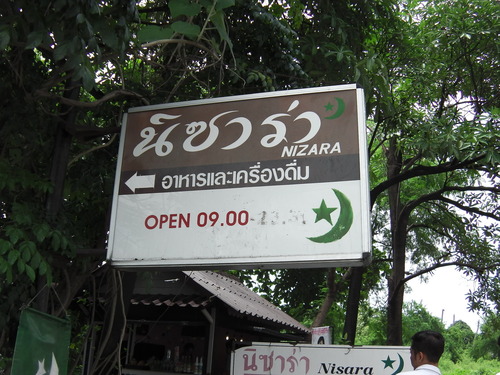 นิซาร่า
NIZARA
อาหารและเครื่องดื่ม
OPEN 09.00-
นิซาร่า Nisara